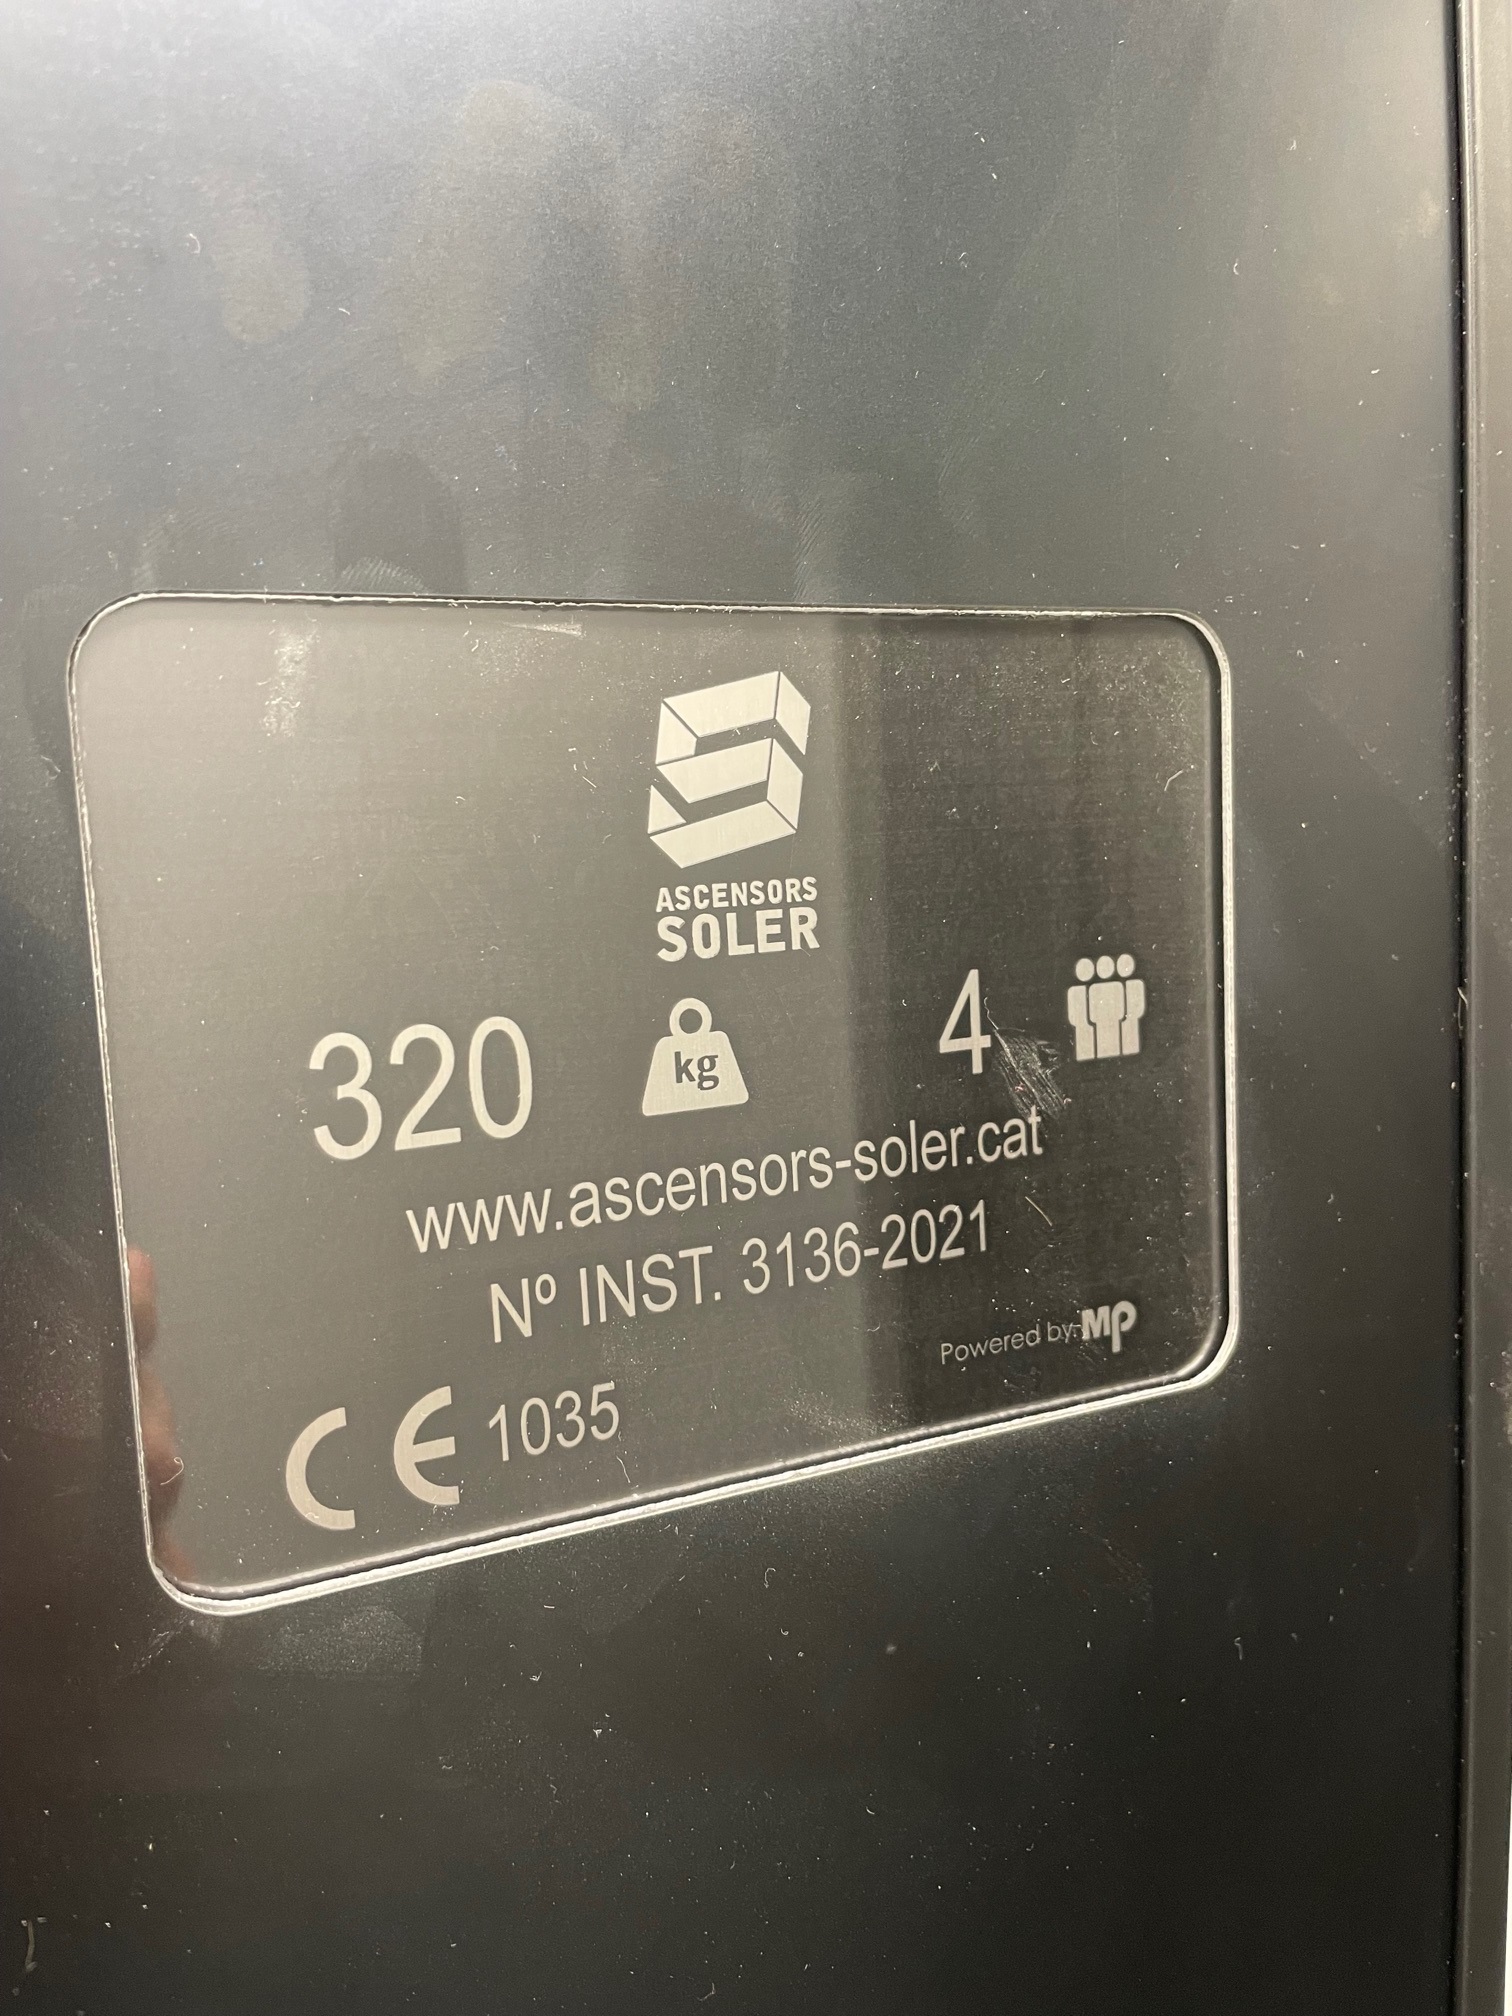 ASCENSORS
SOLER
320 kg 4
www.ascensors-soler.cat
Nº INST. 3136-2021
Powered by: MP
CE 1035